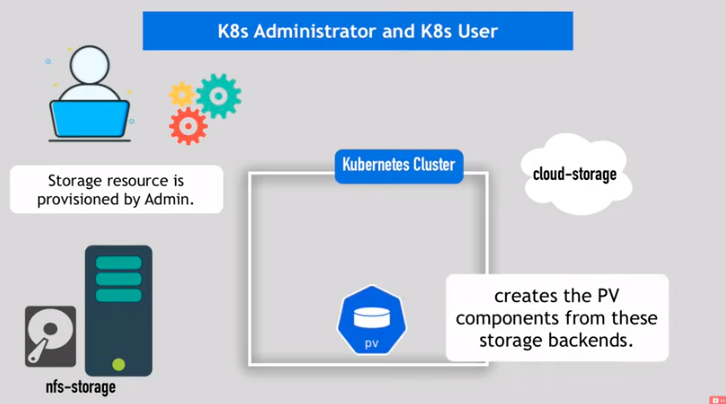 K8s Administrator and K8s User
Kubernetes Cluster
cloud-storage
Storage resource is
provisioned by Admin.
creates the PV
components from these
storage backends.
pv
nfs-storage